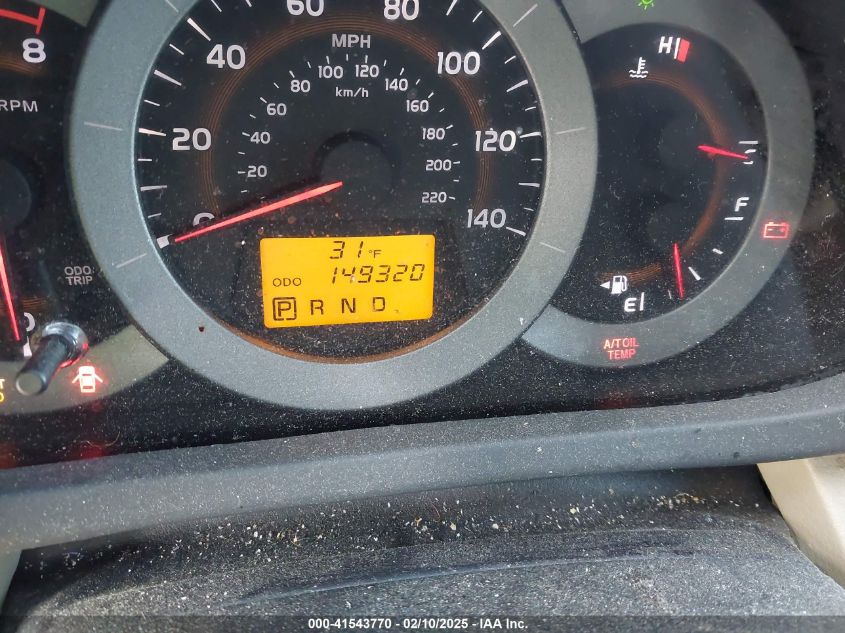 8
RPM
0
20
40
60
80
100
120
140
MPH
km/h
20
40
60
80
100
120
140
160
180
200
220
ODO
TRIP
31°F
ODO 149320
P R N D
H
C
F
E
A/T OIL
TEMP
000-41543770 - 02/10/2025 - IAA Inc.